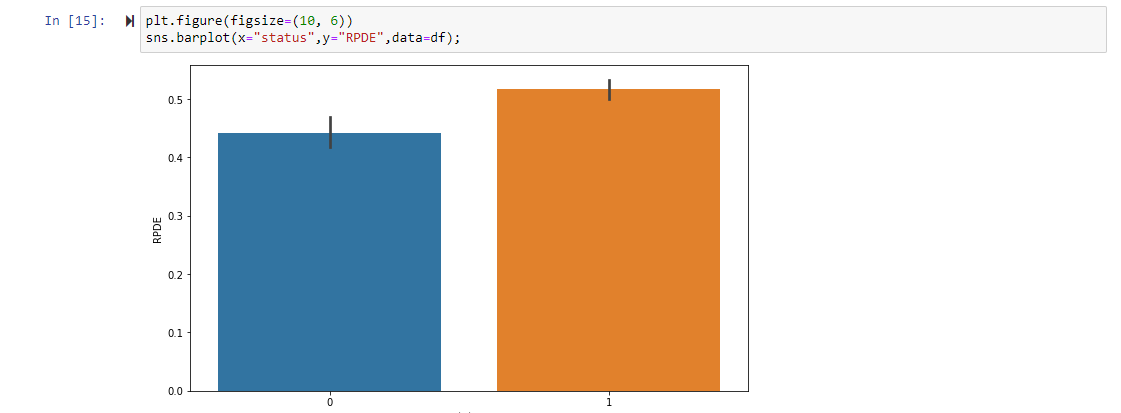 In [15]:
plt.figure(figsize=(10, 6))
sns.barplot(x="status",y="RPDE",data=df);
0.5
0.4
0.3
0.2
0.1
0.0
RPDE
0 1